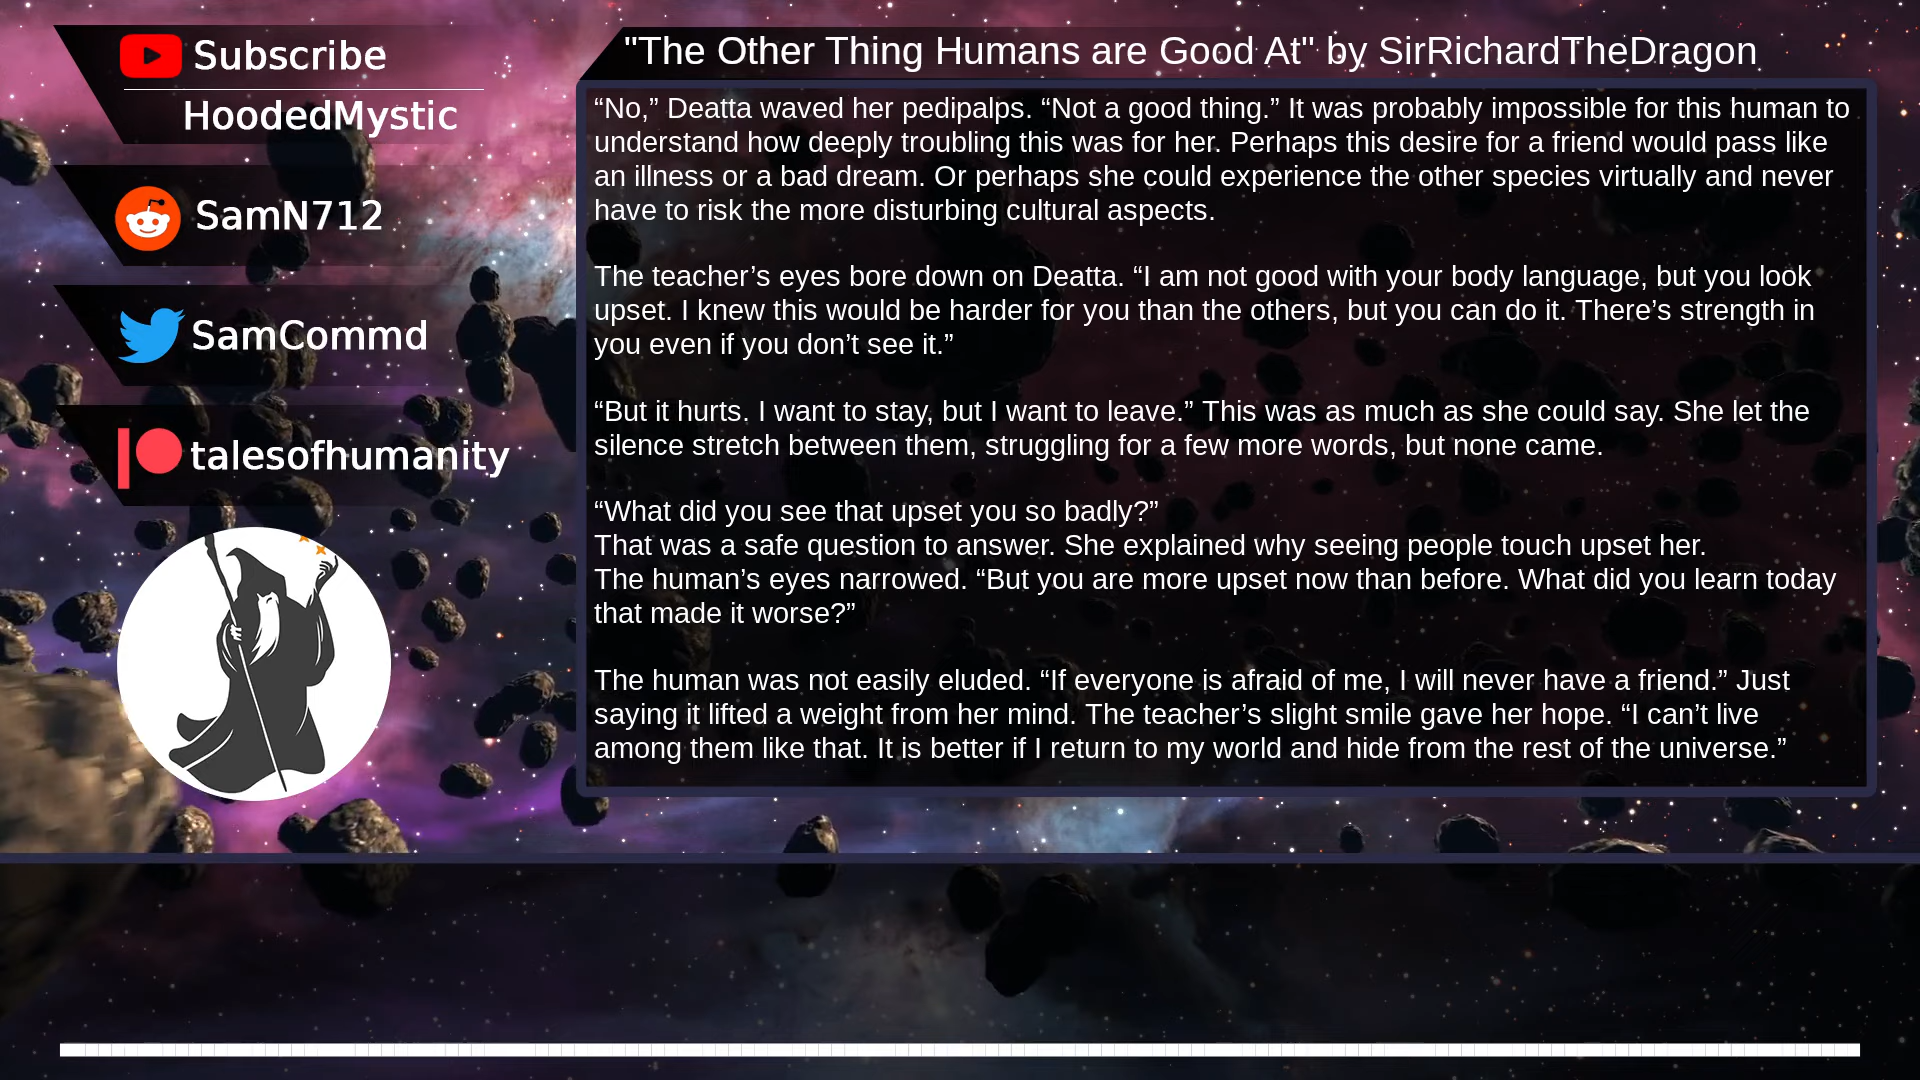 Subscribe
HoodedMystic
SamN712
SamCommd
talesofhumanity
"The Other Thing Humans are Good At" by SirRichardTheDragon
“No,” Deatta waved her pedipalps. “Not a good thing.” It was probably impossible for this human to
understand how deeply troubling this was for her. Perhaps this desire for a friend would pass like
an illness or a bad dream. Or perhaps she could experience the other species virtually and never
have to risk the more disturbing cultural aspects.
The teacher’s eyes bore down on Deatta. “I am not good with your body language, but you look
upset. I knew this would be harder for you than the others, but you can do it. There’s strength in
you even if you don’t see it.”
“But it hurts. I want to stay, but I want to leave.” This was as much as she could say. She let the
silence stretch between them, struggling for a few more words, but none came.
“What did you see that upset you so badly?”
That was a safe question to answer. She explained why seeing people touch upset her.
The human’s eyes narrowed. “But you are more upset now than before. What did you learn today
that made it worse?”
The human was not easily eluded. “If everyone is afraid of me, I will never have a friend.” Just
saying it lifted a weight from her mind. The teacher’s slight smile gave her hope. “I can’t live
among them like that. It is better if I return to my world and hide from the rest of the universe.”